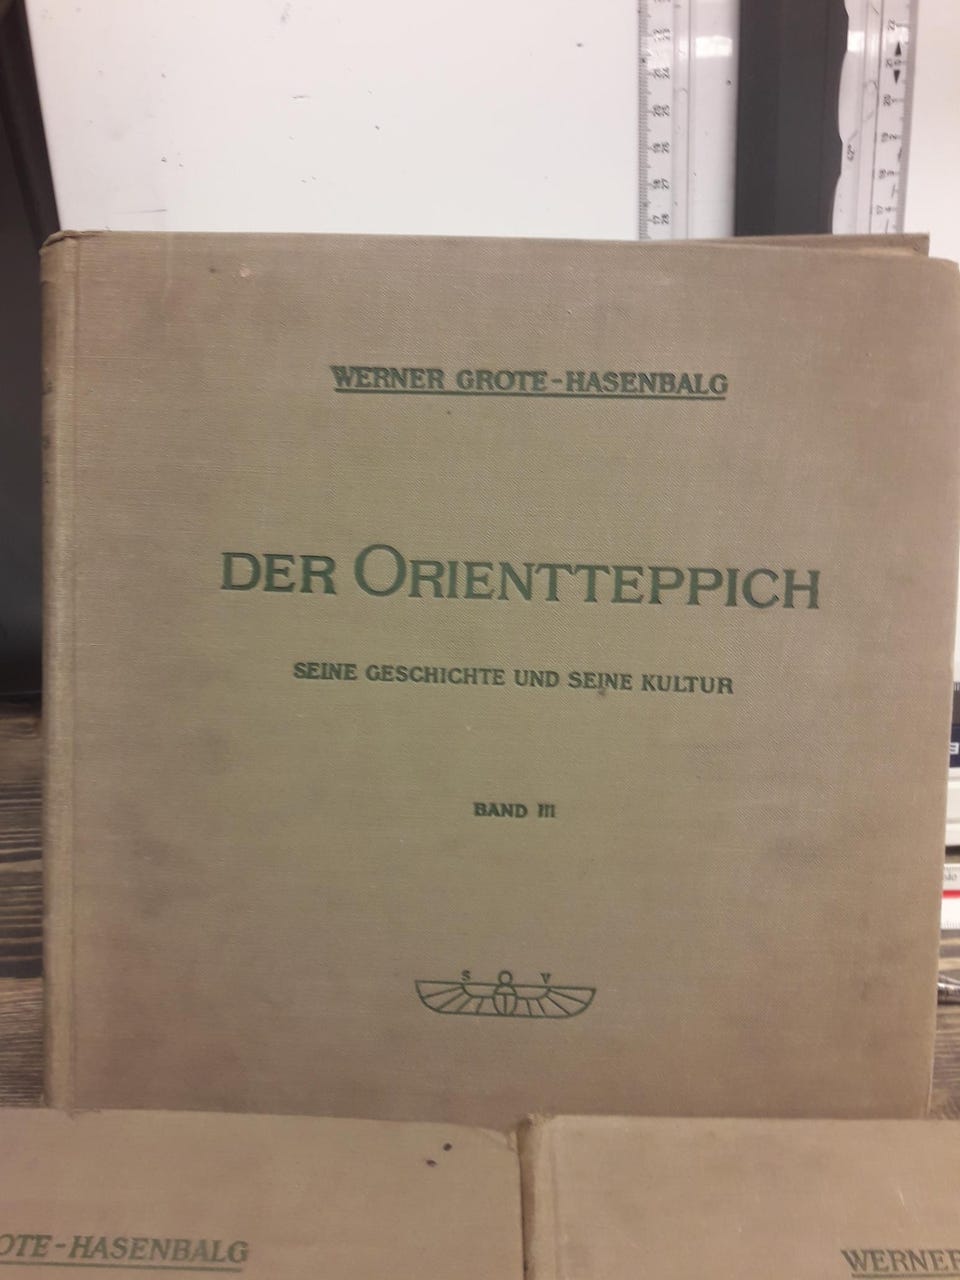 WERNER GROTE-HASENBALG
DER ORIENTTEPPICH
SEINE GESCHICHTE UND SEINE KULTUR
BAND III
S V
OTE-HASENBALG
WERNER